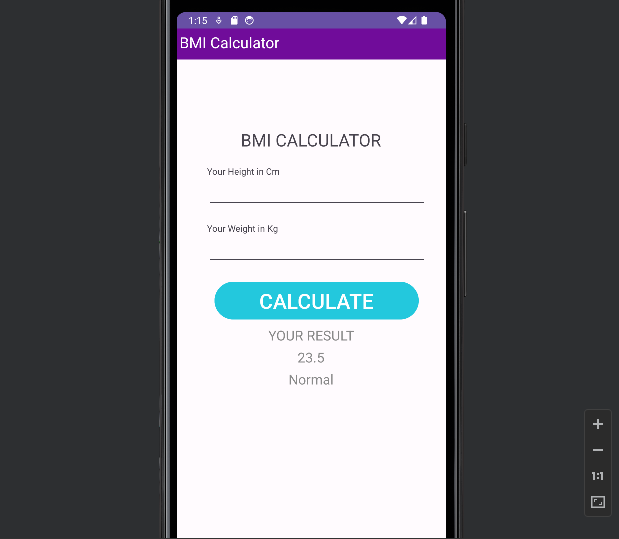 1:15
BMI Calculator
BMI CALCULATOR
Your Height in Cm
Your Weight in Kg
CALCULATE
YOUR RESULT
23.5
Normal
1:1